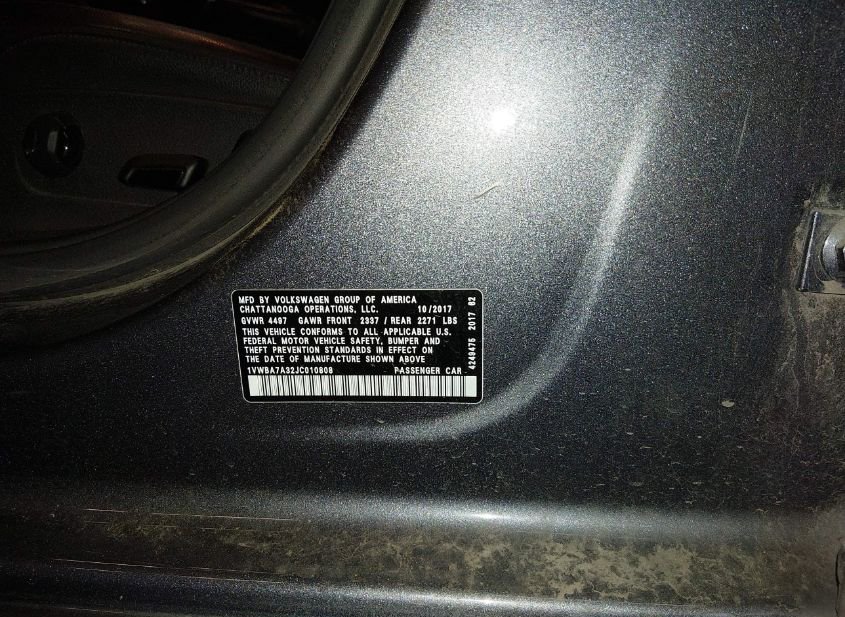 MFD BY VOLKSWAGEN GROUP OF AMERICA
CHATTANOOGA OPERATIONS, LLC. 10/2017
GVWR 4497 GAWR FRONT 2337 / REAR 2271 LBS
THIS VEHICLE CONFORMS TO ALL APPLICABLE U.S.
FEDERAL MOTOR VEHICLE SAFETY, BUMPER AND
THEFT PREVENTION STANDARDS IN EFFECT ON
THE DATE OF MANUFACTURE SHOWN ABOVE
1VWBA7A32JC010808 PASSENGER CAR
4249475 2017 62